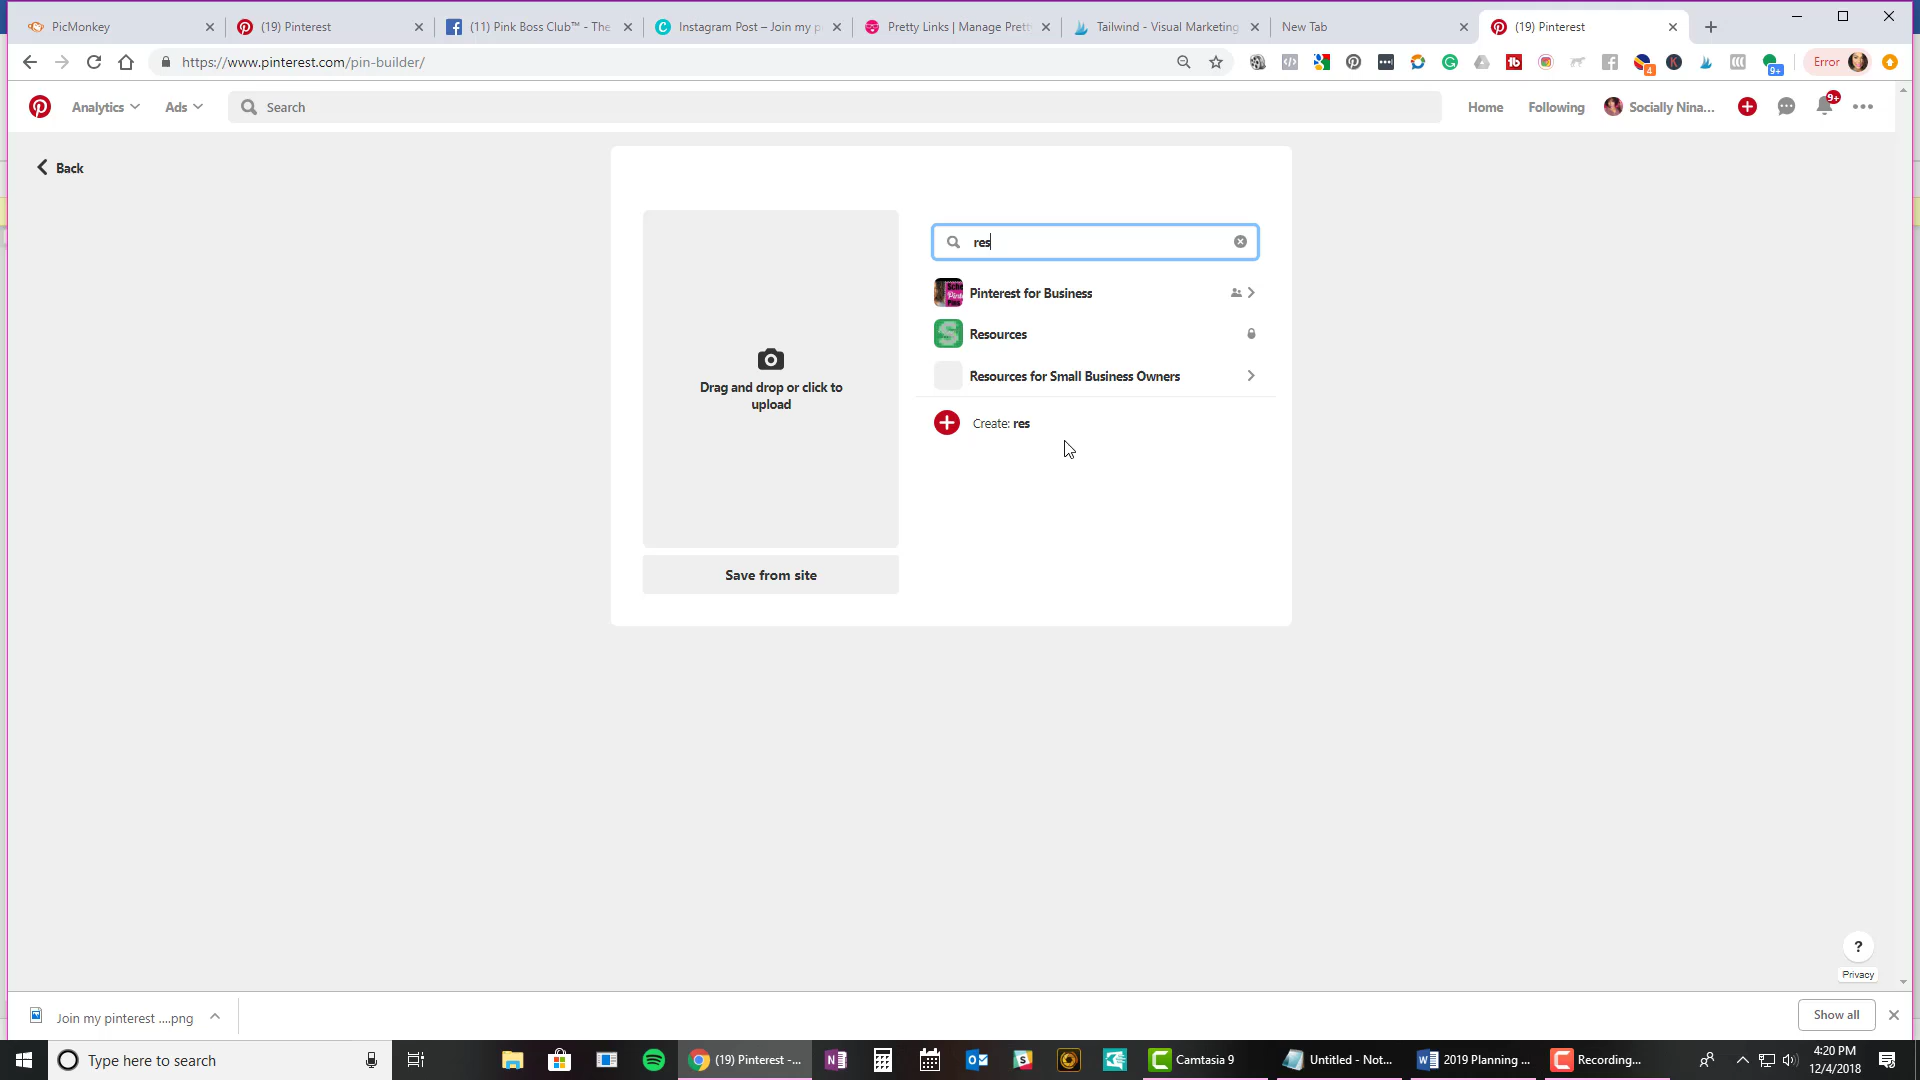 PicMonkey
(19) Pinterest
(11) Pink Boss Club™ - The
Instagram Post – Join my p
Pretty Links | Manage Pretty
Tailwind - Visual Marketing
New Tab
(19) Pinterest
https://www.pinterest.com/pin-builder/
4
9+
Error
Analytics
Ads
Search
Home
Following
Socially Nina...
9+
Back
res
Pinterest for Business
Resources
Resources for Small Business Owners
Create: res
Drag and drop or click to
upload
Save from site
?
Privacy
Join my pinterest ....png
Show all
Type here to search
(19) Pinterest -...
Camtasia 9
Untitled - Not...
2019 Planning ...
Recording...
4:20 PM
12/4/2018